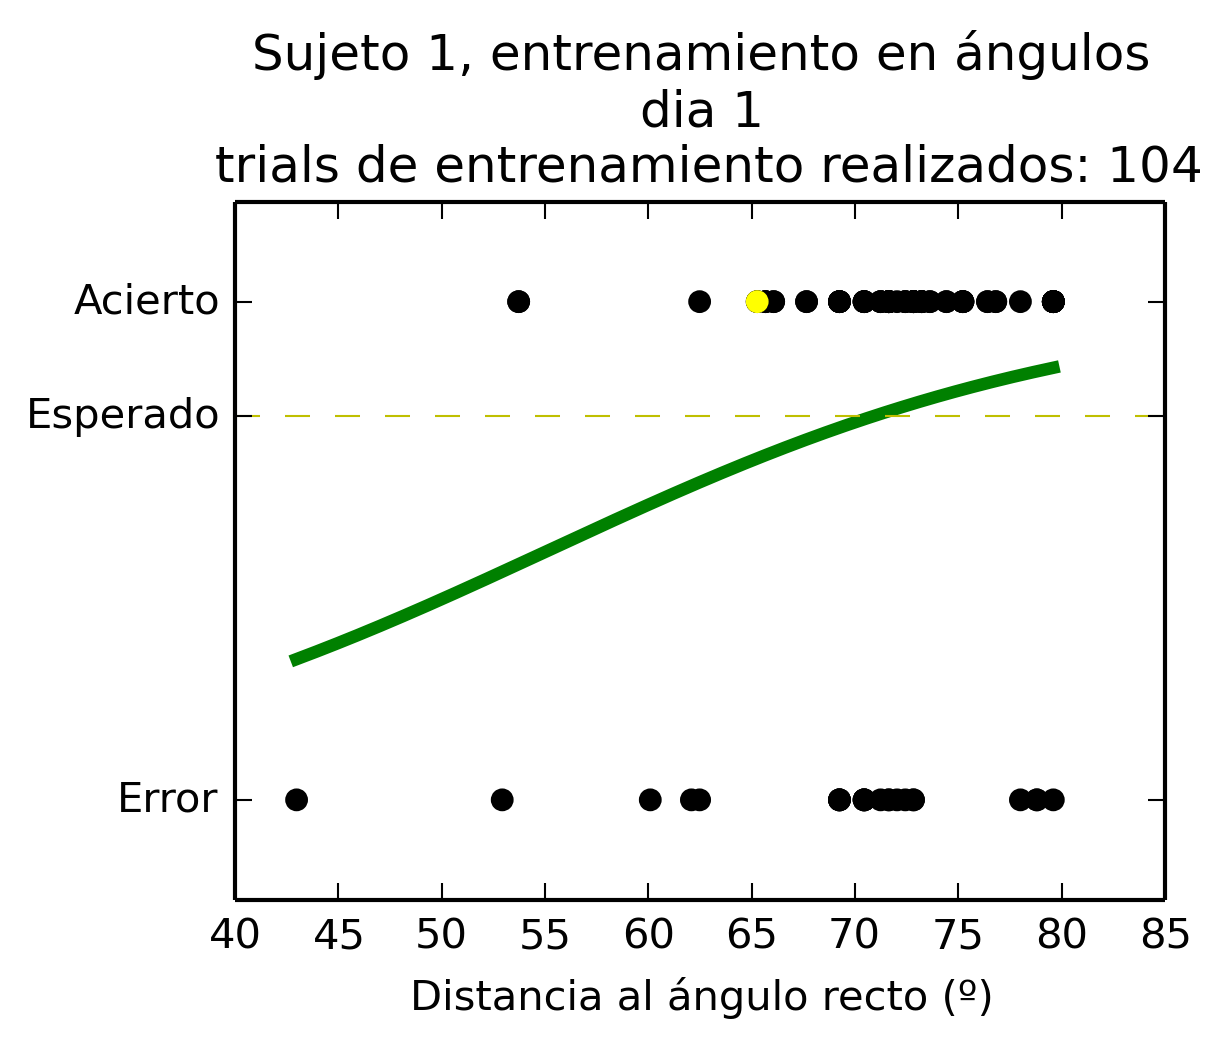 Sujeto 1, entrenamiento en ángulos
dia 1
trials de entrenamiento realizados: 104
Acierto
Esperado
Error
40 45 50 55 60 65 70 75 80 85
Distancia al ángulo recto (º)